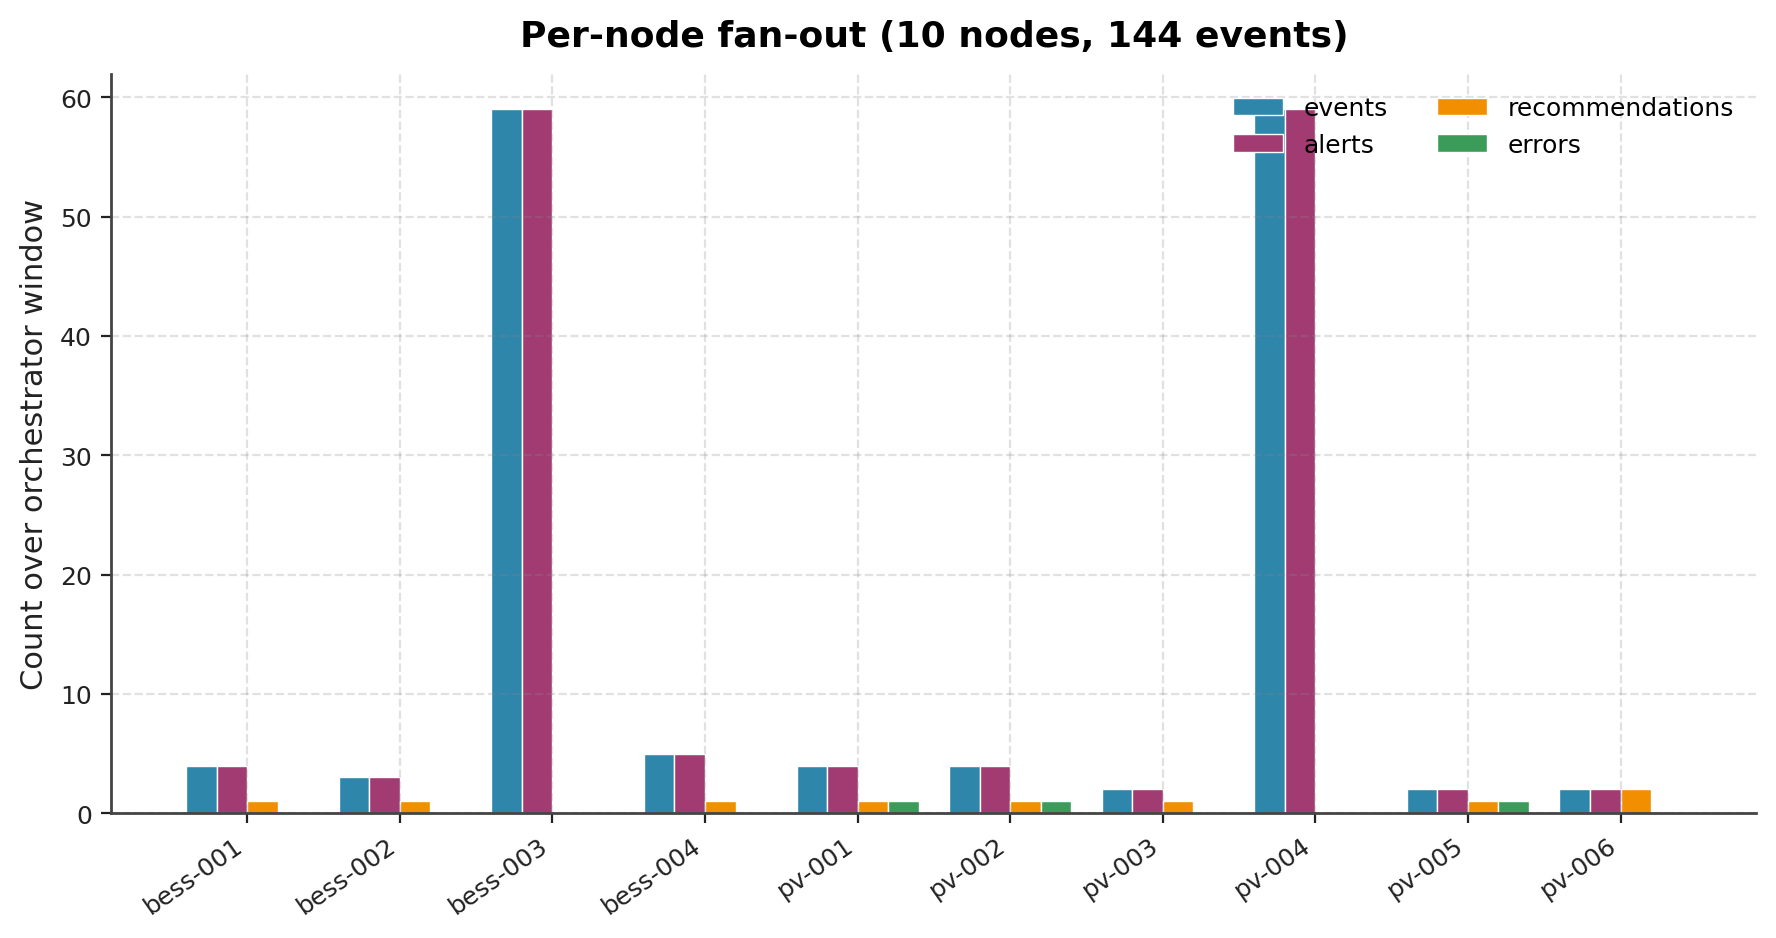 Per-node fan-out (10 nodes, 144 events)
Count over orchestrator window
60
50
40
30
20
10
0
events
recommendations
alerts
errors
bess-001
bess-002
bess-003
bess-004
pv-001
pv-002
pv-003
pv-004
pv-005
pv-006